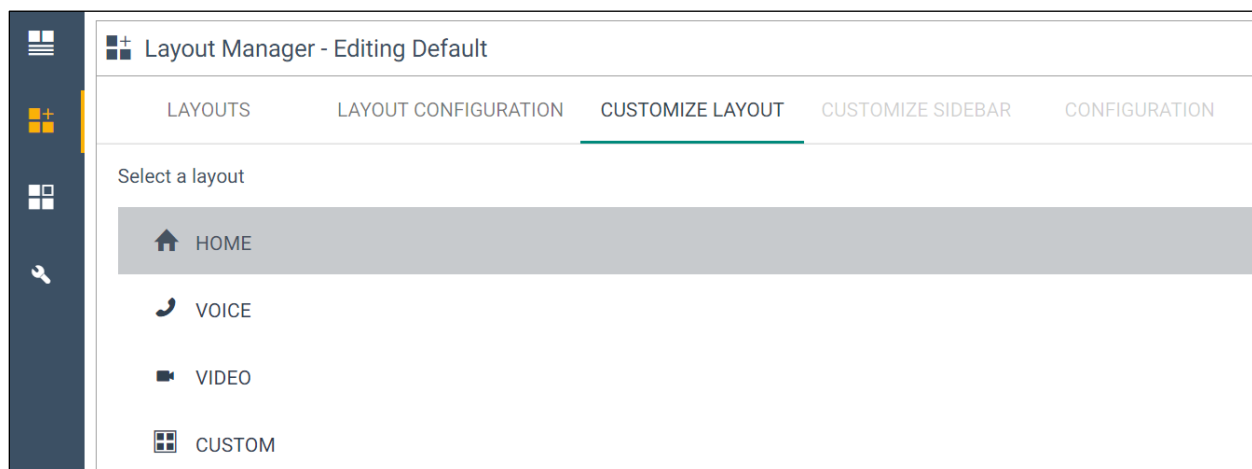 Layout Manager - Editing Default
LAYOUTS LAYOUT CONFIGURATION CUSTOMIZE LAYOUT CUSTOMIZE SIDEBAR CONFIGURATION
Select a layout
HOME
VOICE
VIDEO
CUSTOM